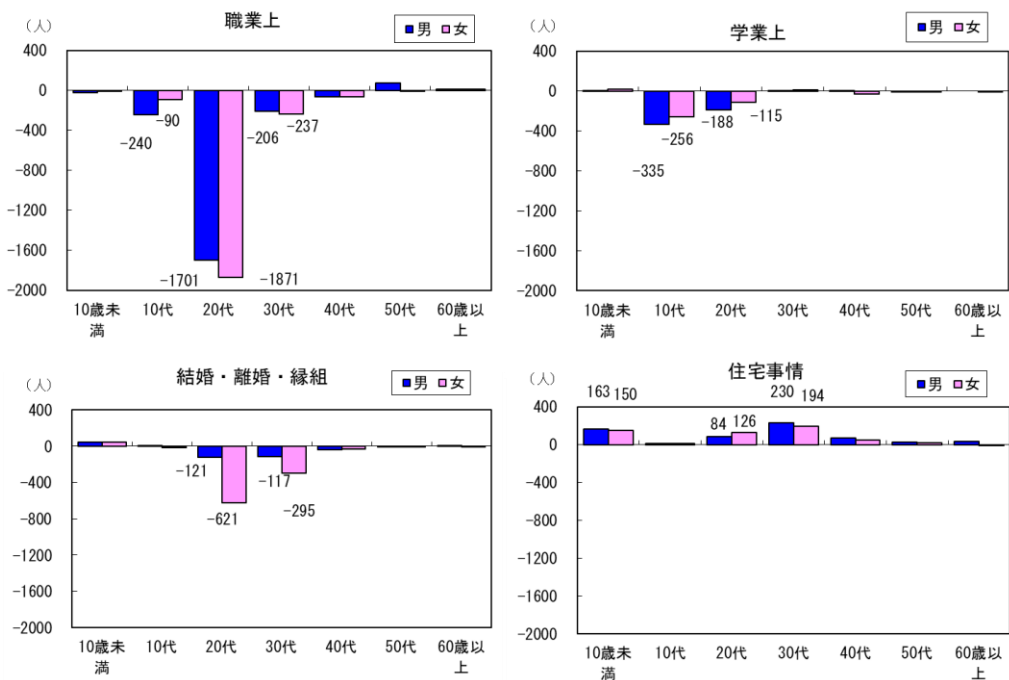 (人)
職業上
男 女
400
0
-400
-800
-1200
-1600
-2000
-240
-90
-1701
-1871
-206
-237
10歳未満
10代
20代
30代
40代
50代
60歳以上
(人)
学業上
男 女
400
0
-400
-800
-1200
-1600
-2000
-335
-256
-188
-115
10歳未満
10代
20代
30代
40代
50代
60歳以上
(人)
結婚・離婚・縁組
男 女
400
0
-400
-800
-1200
-1600
-2000
-121
-621
-117
-295
10歳未満
10代
20代
30代
40代
50代
60歳以上
(人)
住宅事情
男 女
400
0
-400
-800
-1200
-1600
-2000
163 150
84 126
230 194
10歳未満
10代
20代
30代
40代
50代
60歳以上